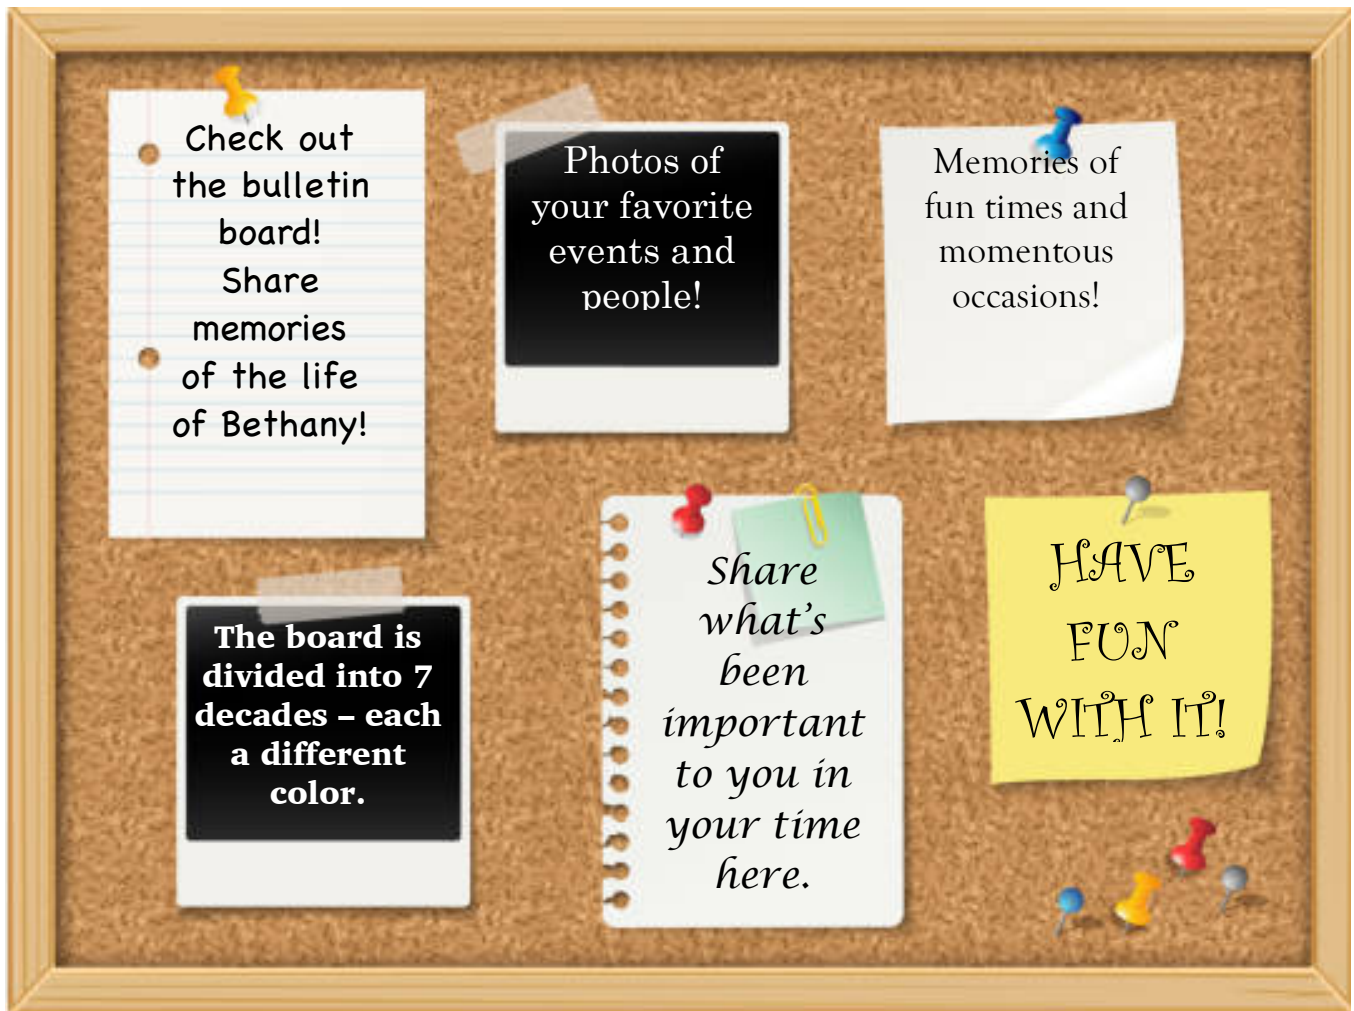 Check out
the bulletin
board!
Share
memories
of the life
of Bethany!
Photos of
your favorite
events and
people!
Memories of
fun times and
momentous
occasions!
The board is
divided into 7
decades – each
a different
color.
Share
what’s
been
important
to you in
your time
here.
HAVE
FUN
WITH IT!